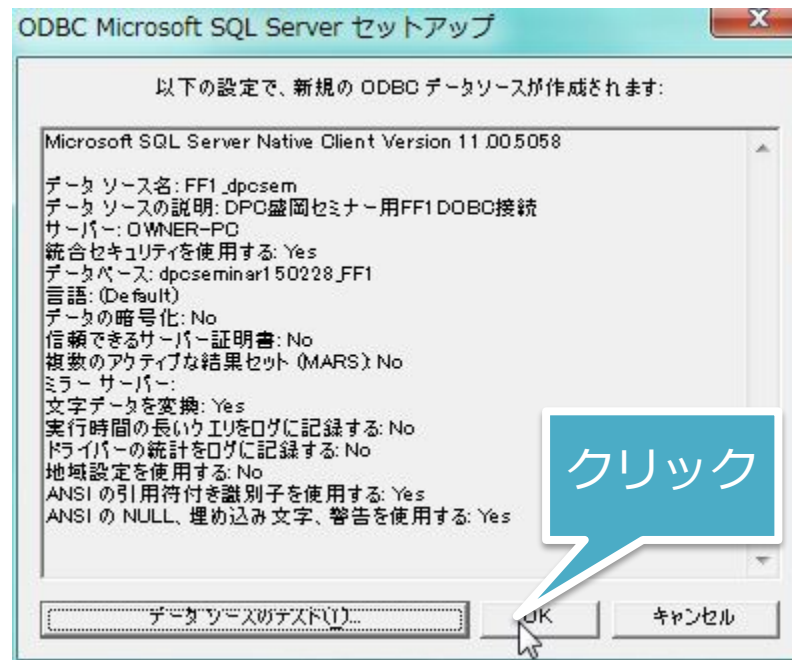 ODBC Microsoft SQL Server セットアップ
以下の設定で、新規の ODBC データソースが作成されます:
Microsoft SQL Server Native Client Version 11.00.5058
データ ソース名: FF1_dpcsem
データ ソースの説明: DPC盛岡セミナー用FF1DOBC接続
サーバー: OWNER-PC
統合セキュリティを使用する: Yes
データベース: dpcseminar150228_FF1
言語: (Default)
データの暗号化: No
信頼できるサーバー証明書: No
複数のアクティブな結果セット (MARS): No
ミラー サーバー:
文字データを変換: Yes
実行時間の長いクエリをログに記録する: No
ドライバーの統計をログに記録する: No
地域設定を使用する: No
ANSI の引用符付き識別子を使用する: Yes
ANSI の NULL、埋め込み文字、警告を使用する: Yes
クリック
データ ソースのテスト(T)... OK キャンセル